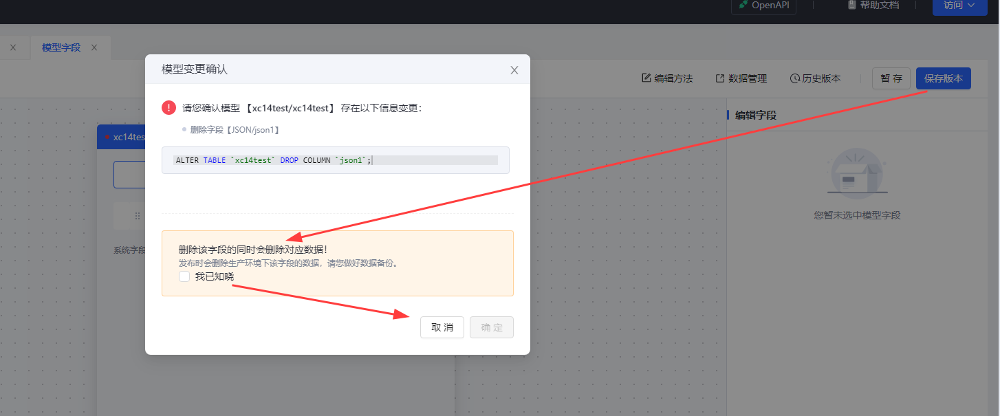 OpenAPI
帮助文档
访问
模型字段
模型变更确认
编辑方法
数据管理
历史版本
暂 存
保存版本
请您确认模型 【xc14test/xc14test】 存在以下信息变更：
编辑字段
删除字段【JSON/json1】
xc14tes
ALTER TABLE `xc14test` DROP COLUMN `json1`;
您暂未选中模型字段
删除该字段的同时会删除对应数据！
系统字段
发布时会删除生产环境下该字段的数据，请您做好数据备份。
我已知晓
取 消
确 定